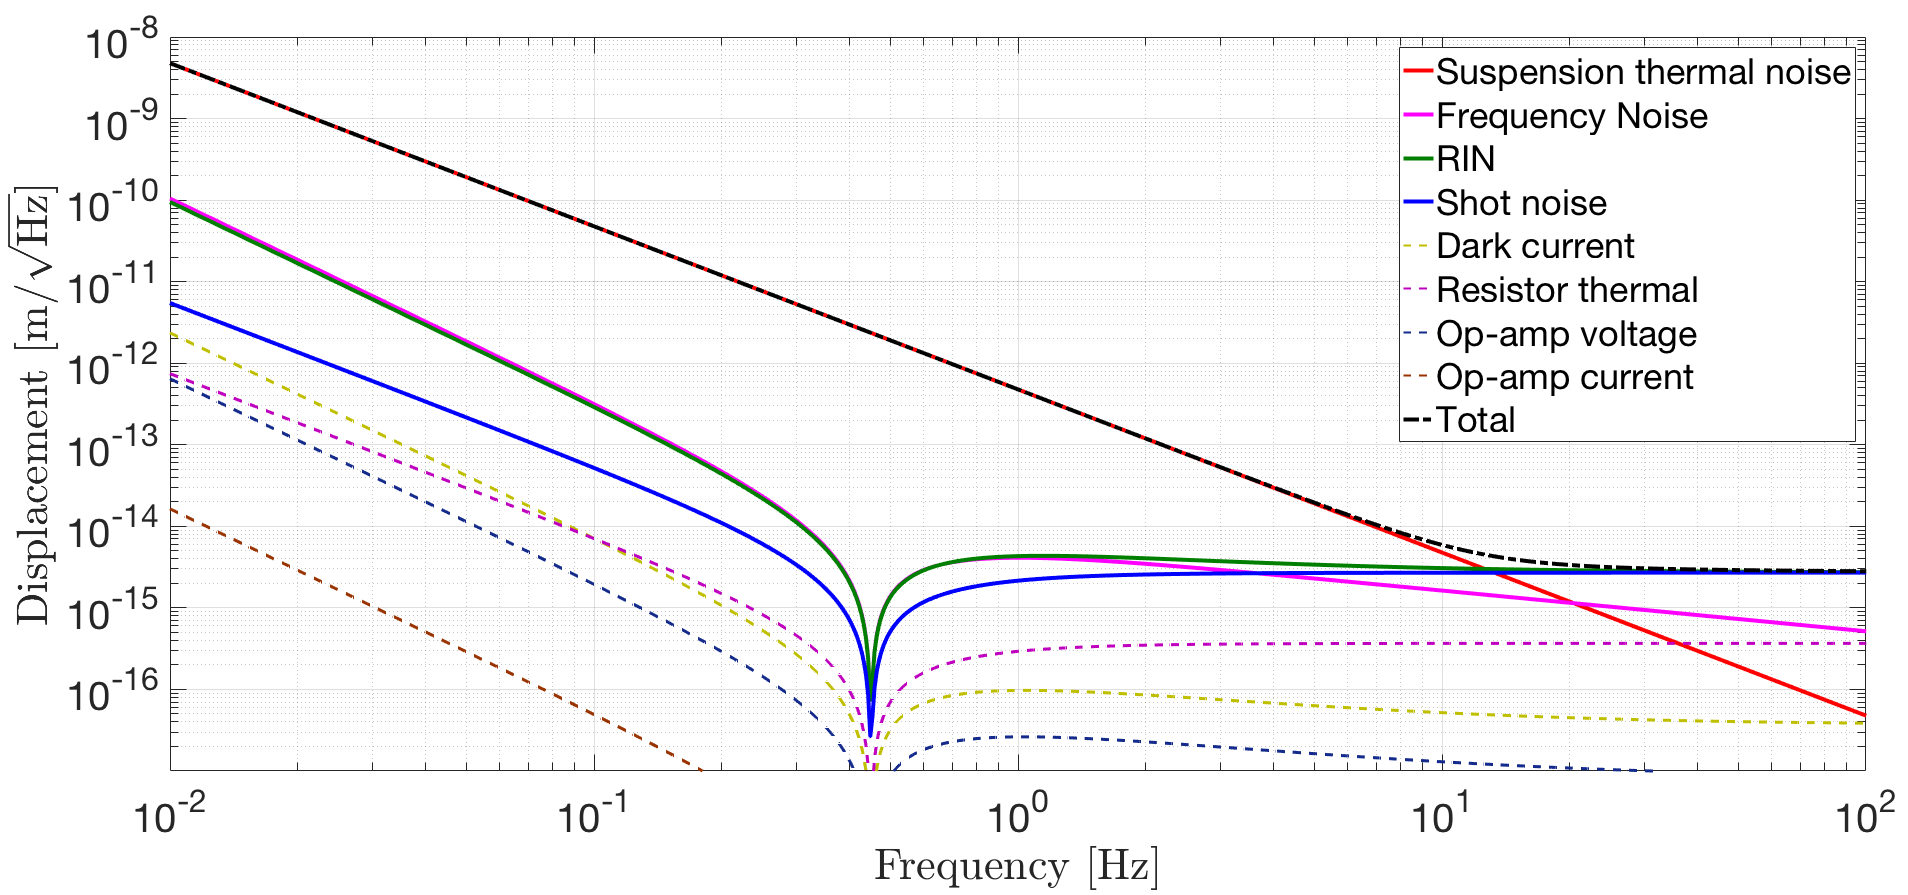 10^-8
10^-9
10^-10
10^-11
10^-12
10^-13
10^-14
10^-15
10^-16
Displacement [m/√Hz]
Suspension thermal noise
Frequency Noise
RIN
Shot noise
Dark current
Resistor thermal
Op-amp voltage
Op-amp current
Total
10^-2 10^-1 10^0 10^1 10^2
Frequency [Hz]